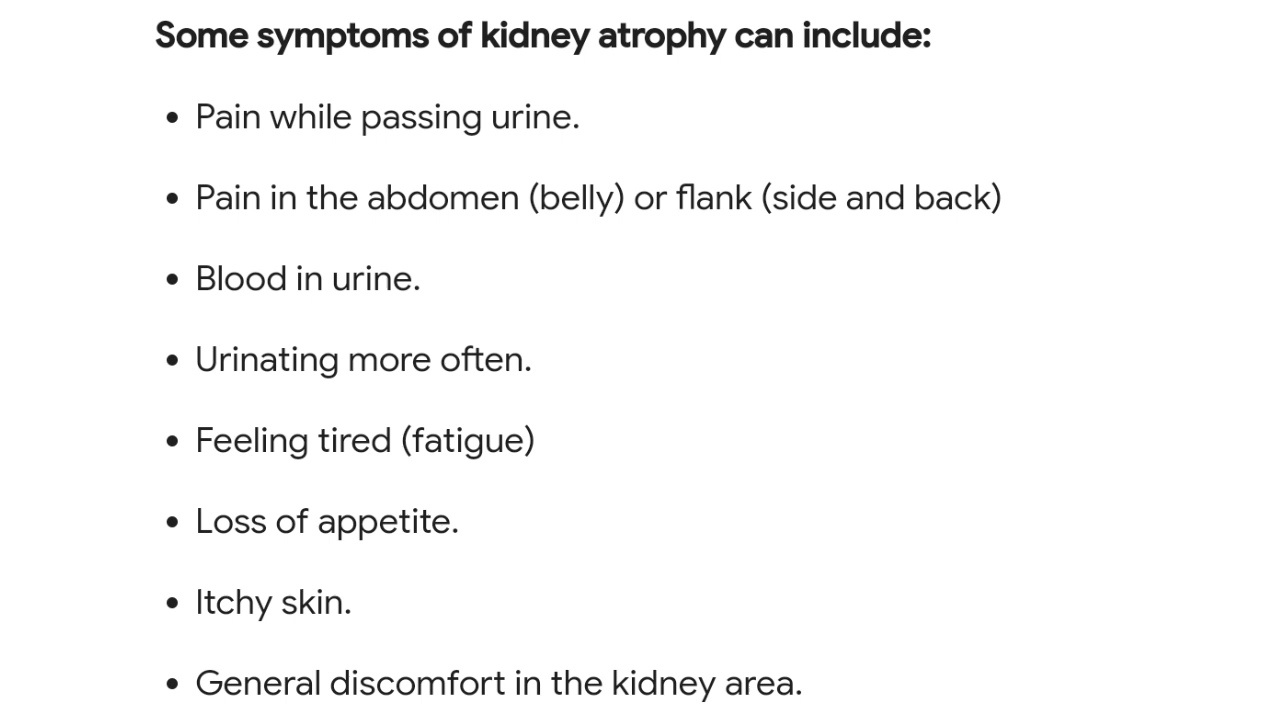 Some symptoms of kidney atrophy can include:
• Pain while passing urine.
• Pain in the abdomen (belly) or flank (side and back)
• Blood in urine.
• Urinating more often.
• Feeling tired (fatigue)
• Loss of appetite.
• Itchy skin.
• General discomfort in the kidney area.